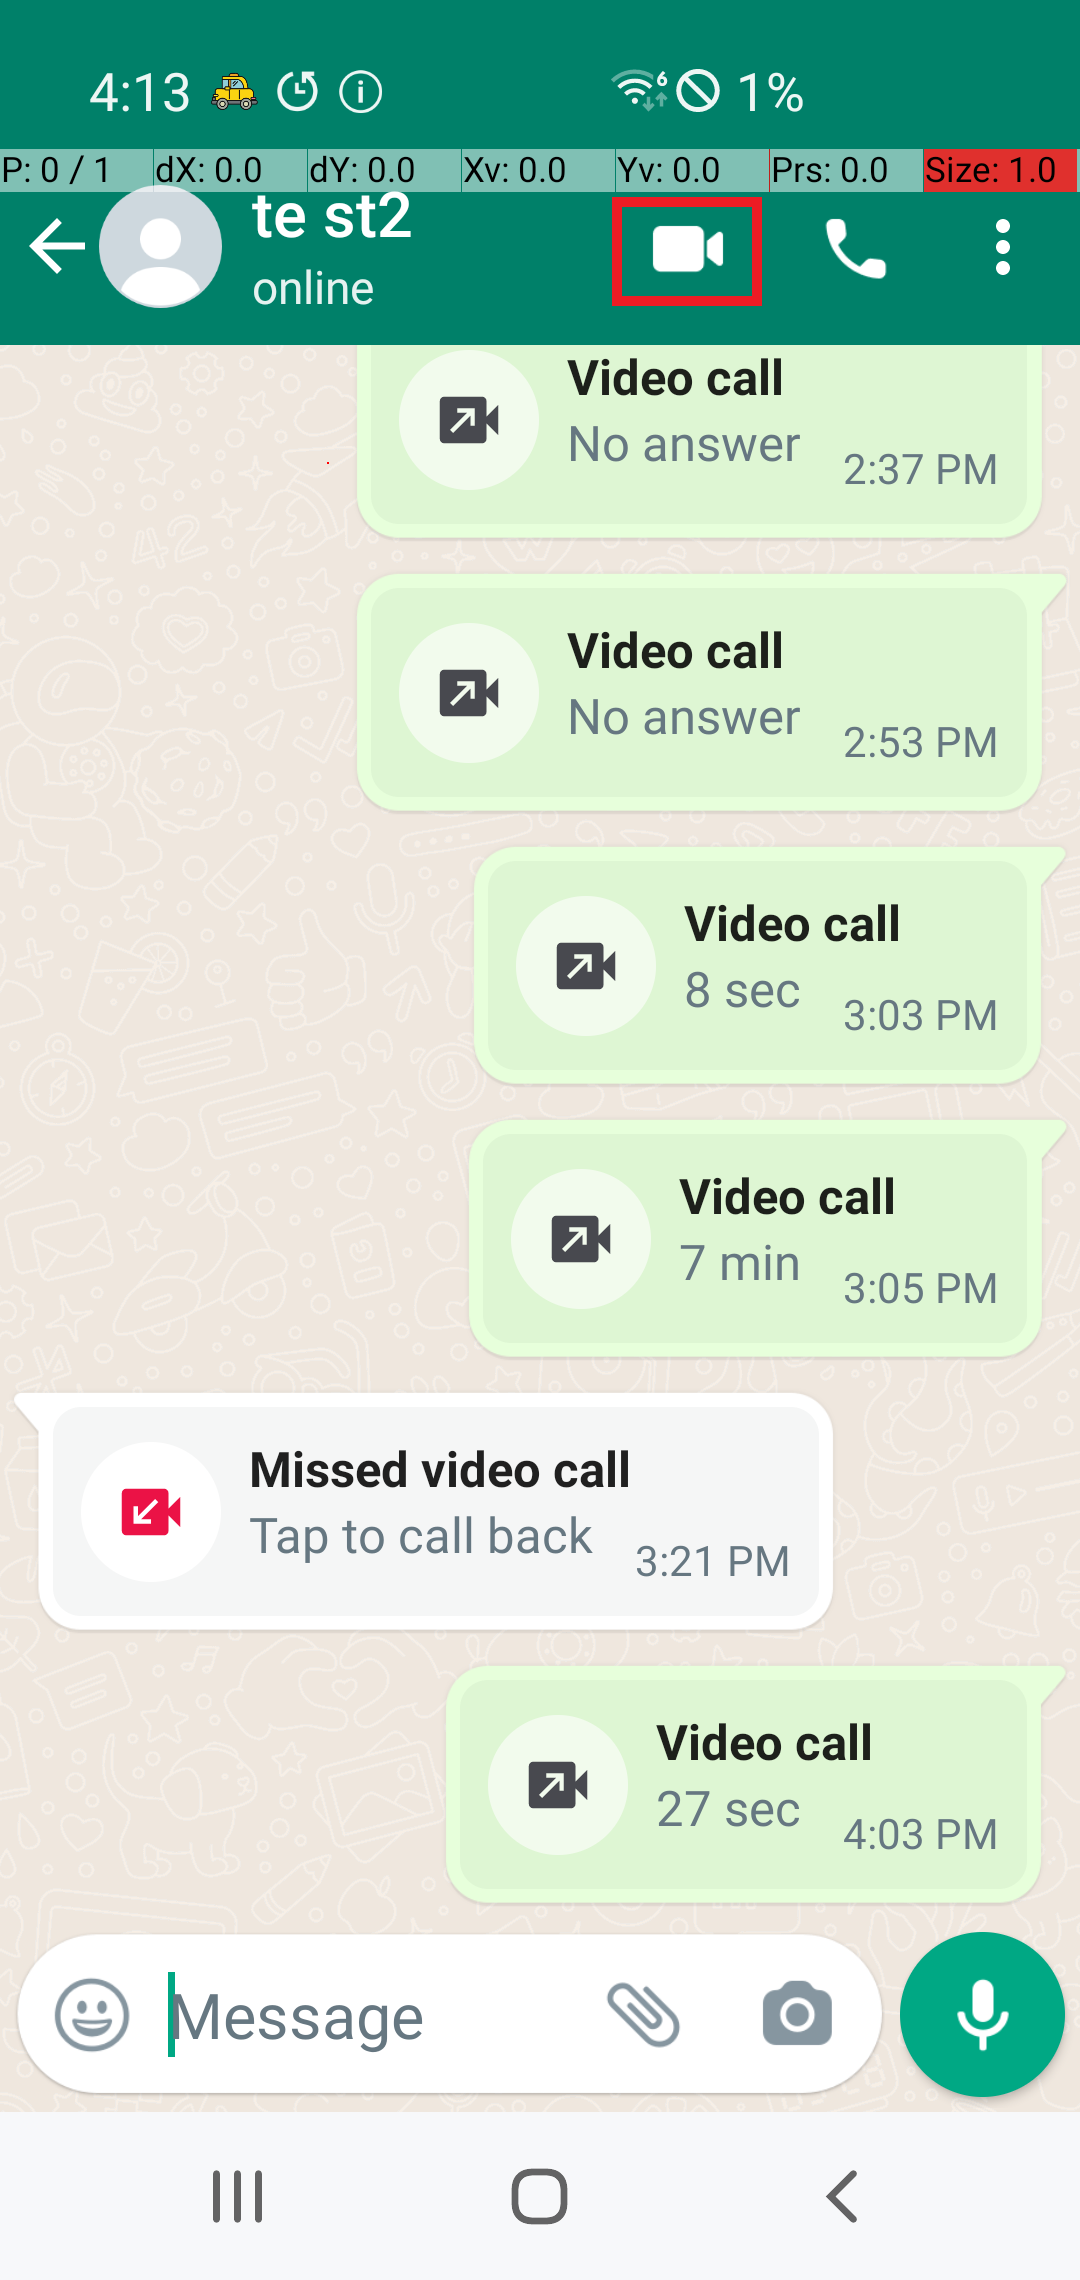 4:13 6 1%
P: 0 / 1 dX: 0.0 dY: 0.0 Xv: 0.0 Yv: 0.0 Prs: 0.0 Size: 1.0
te st2
online
Video call
No answer 2:37 PM
Video call
No answer 2:53 PM
Video call
8 sec 3:03 PM
Video call
7 min 3:05 PM
Missed video call
Tap to call back 3:21 PM
Video call
27 sec 4:03 PM
Message